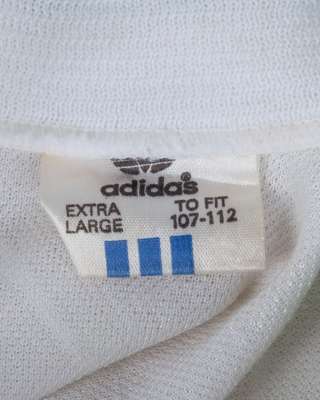 adidas®
EXTRA TO FIT
LARGE 107-112